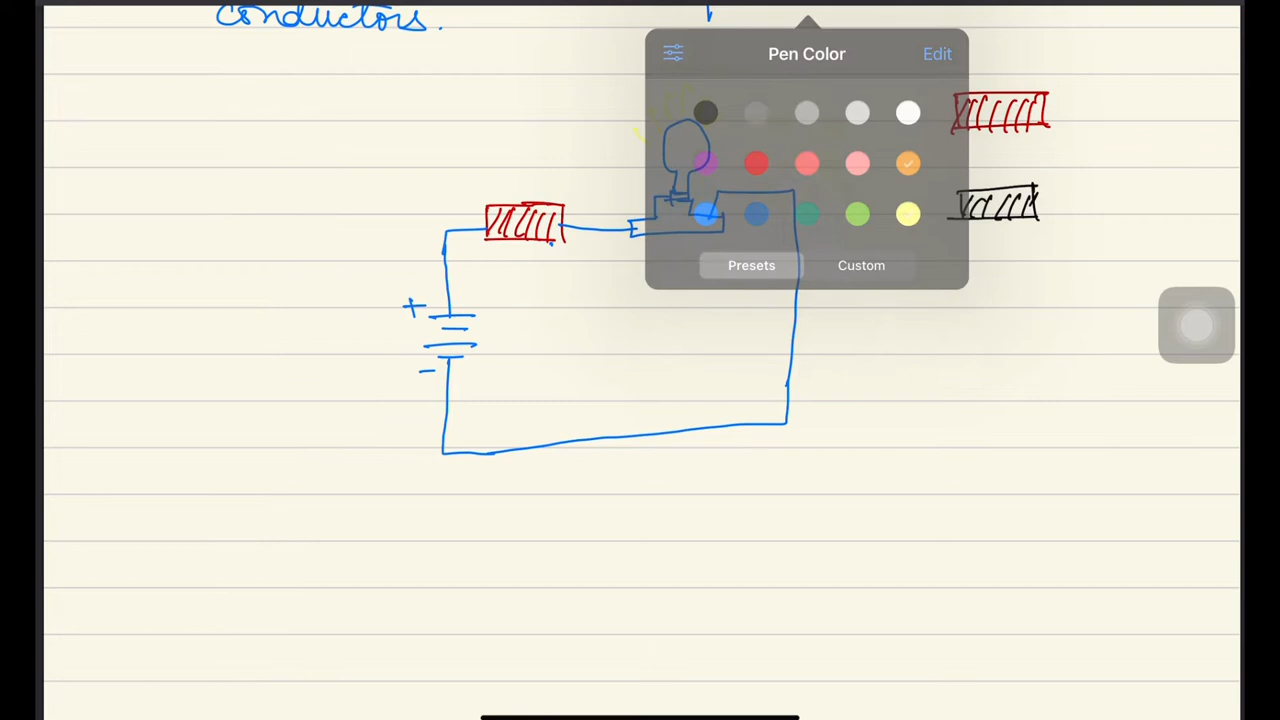 conductors.
Pen Color
Edit
Presets
Custom
+
-